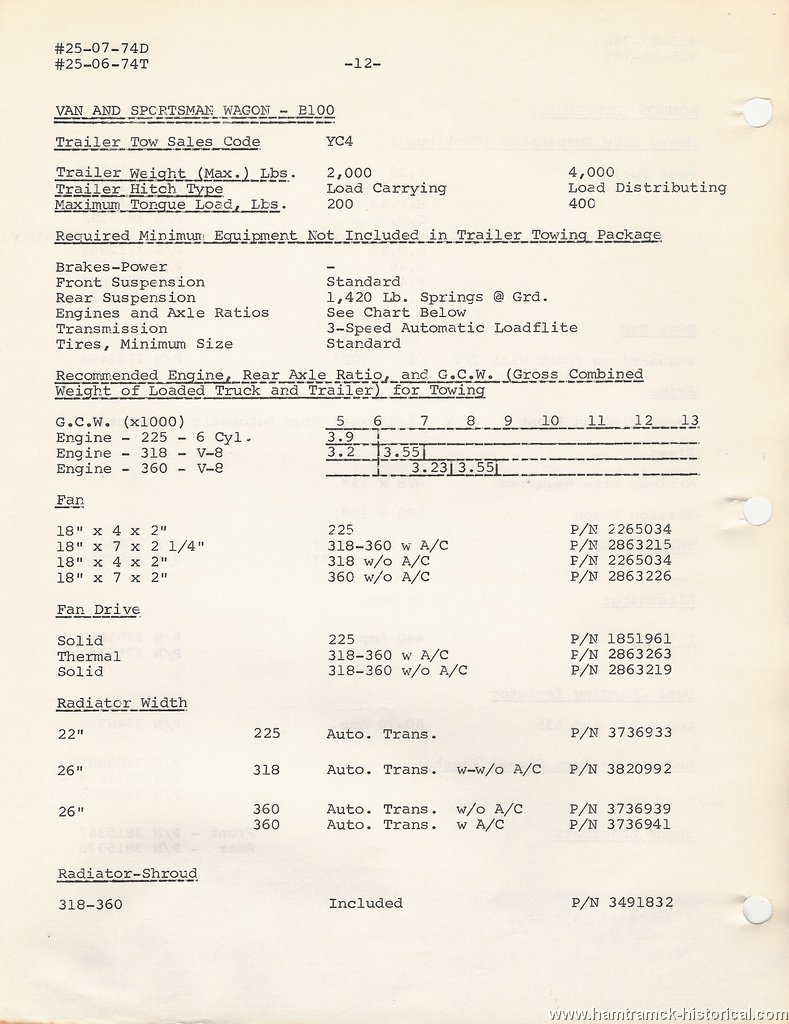 #25-07-74D
#25-06-74T -12-
VAN AND SPORTSMAN WAGON - B100
Trailer Tow Sales Code YC4
Trailer Weight (Max.) Lbs. 2,000 4,000
Trailer Hitch Type Load Carrying Load Distributing
Maximum Tongue Load, Lbs. 200 400
Required Minimum Equipment Not Included in Trailer Towing Package
Brakes-Power -
Front Suspension Standard
Rear Suspension 1,420 Lb. Springs @ Grd.
Engines and Axle Ratios See Chart Below
Transmission 3-Speed Automatic Loadflite
Tires, Minimum Size Standard
Recommended Engine, Rear Axle Ratio, and G.C.W. (Gross Combined
Weight of Loaded Truck and Trailer) for Towing
G.C.W. (x1000) 5 6 7 8 9 10 11 12 13
Engine - 225 - 6 Cyl. 3.9
Engine - 318 - V-8 3.2 3.55
Engine - 360 - V-8 3.23 3.55
Fan
18" x 4 x 2" 225 P/N 2265034
18" x 7 x 2 1/4" 318-360 w A/C P/N 2863215
18" x 4 x 2" 318 w/o A/C P/N 2265034
18" x 7 x 2" 360 w/o A/C P/N 2863226
Fan Drive
Solid 225 P/N 1851961
Thermal 318-360 w A/C P/N 2863263
Solid 318-360 w/o A/C P/N 2863219
Radiator Width
22" 225 Auto. Trans. P/N 3736933
26" 318 Auto. Trans. w-w/o A/C P/N 3820992
26" 360 Auto. Trans. w/o A/C P/N 3736939
360 Auto. Trans. w A/C P/N 3736941
Radiator-Shroud
318-360 Included P/N 3491832
www.hamtramck-historical.com